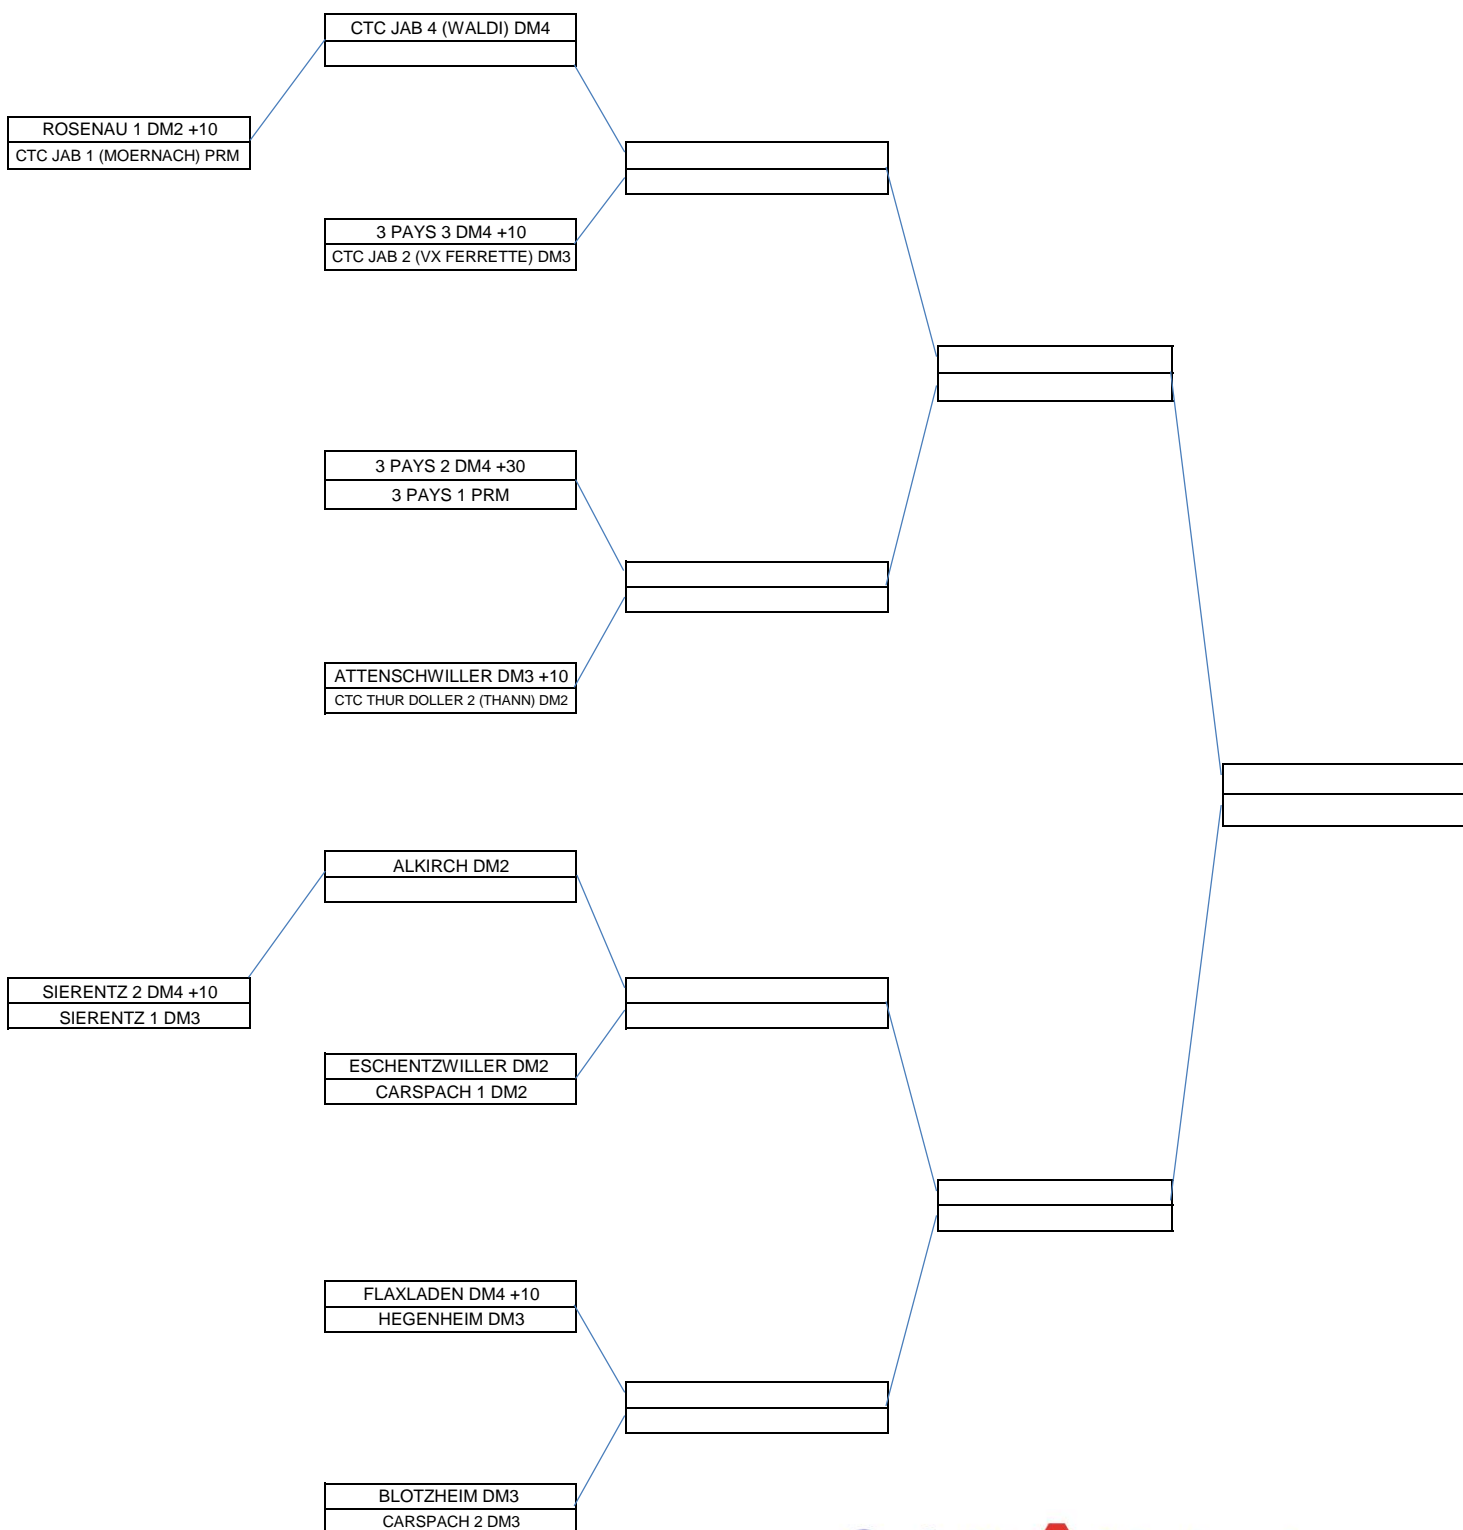 CTC JAB 4 (WALDI) DM4
ROSENAU 1 DM2 +10
CTC JAB 1 (MOERNACH) PRM
3 PAYS 3 DM4 +10
CTC JAB 2 (VX FERRETTE) DM3
3 PAYS 2 DM4 +30
3 PAYS 1 PRM
ATTENSCHWILLER DM3 +10
CTC THUR DOLLER 2 (THANN) DM2
ALKIRCH DM2
SIERENTZ 2 DM4 +10
SIERENTZ 1 DM3
ESCHENTZWILLER DM2
CARSPACH 1 DM2
FLAXLADEN DM4 +10
HEGENHEIM DM3
BLOTZHEIM DM3
CARSPACH 2 DM3